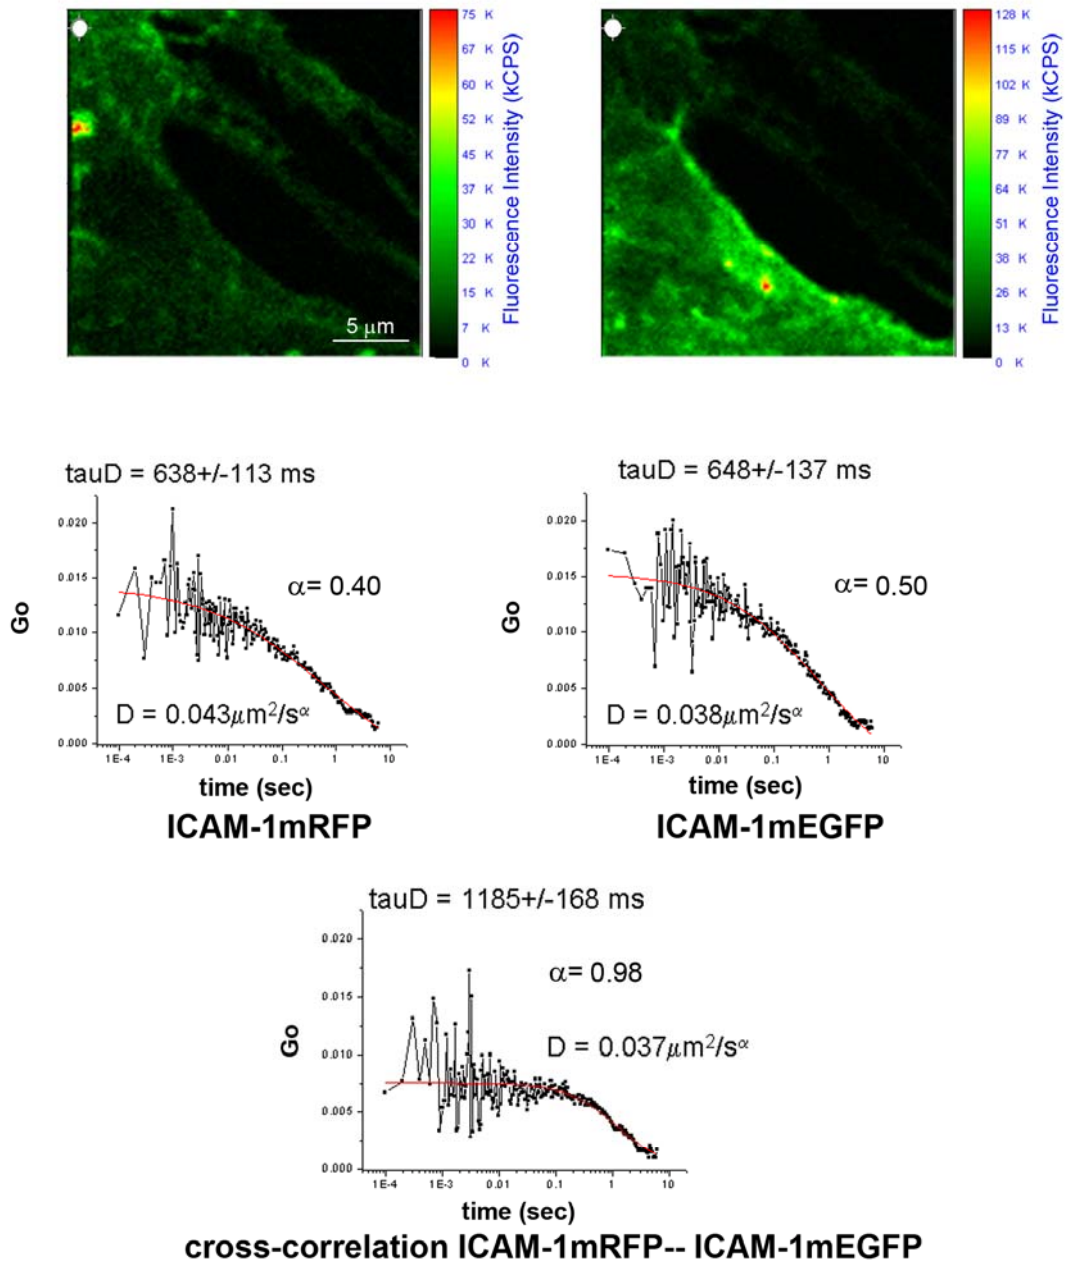 75 K
67 K
60 K
52 K
45 K
37 K
30 K
22 K
15 K
7 K
0 K
Fluorescence Intensity (kCPS)
5 μm
128 K
115 K
102 K
89 K
77 K
64 K
51 K
38 K
26 K
13 K
0 K
Fluorescence Intensity (kCPS)
tauD = 638+/-113 ms
0.020
0.015
0.010
0.005
0.000
Go
α= 0.40
D = 0.043μm²/sᵅ
1E-4 1E-3 0.01 0.1 1 10
time (sec)
ICAM-1mRFP
tauD = 648+/-137 ms
0.020
0.015
0.010
0.005
0.000
Go
α= 0.50
D = 0.038μm²/sᵅ
1E-4 1E-3 0.01 0.1 1 10
time (sec)
ICAM-1mEGFP
tauD = 1185+/-168 ms
0.020
0.015
0.010
0.005
0.000
Go
α= 0.98
D = 0.037μm²/sᵅ
1E-4 1E-3 0.01 0.1 1 10
time (sec)
cross-correlation ICAM-1mRFP-- ICAM-1mEGFP